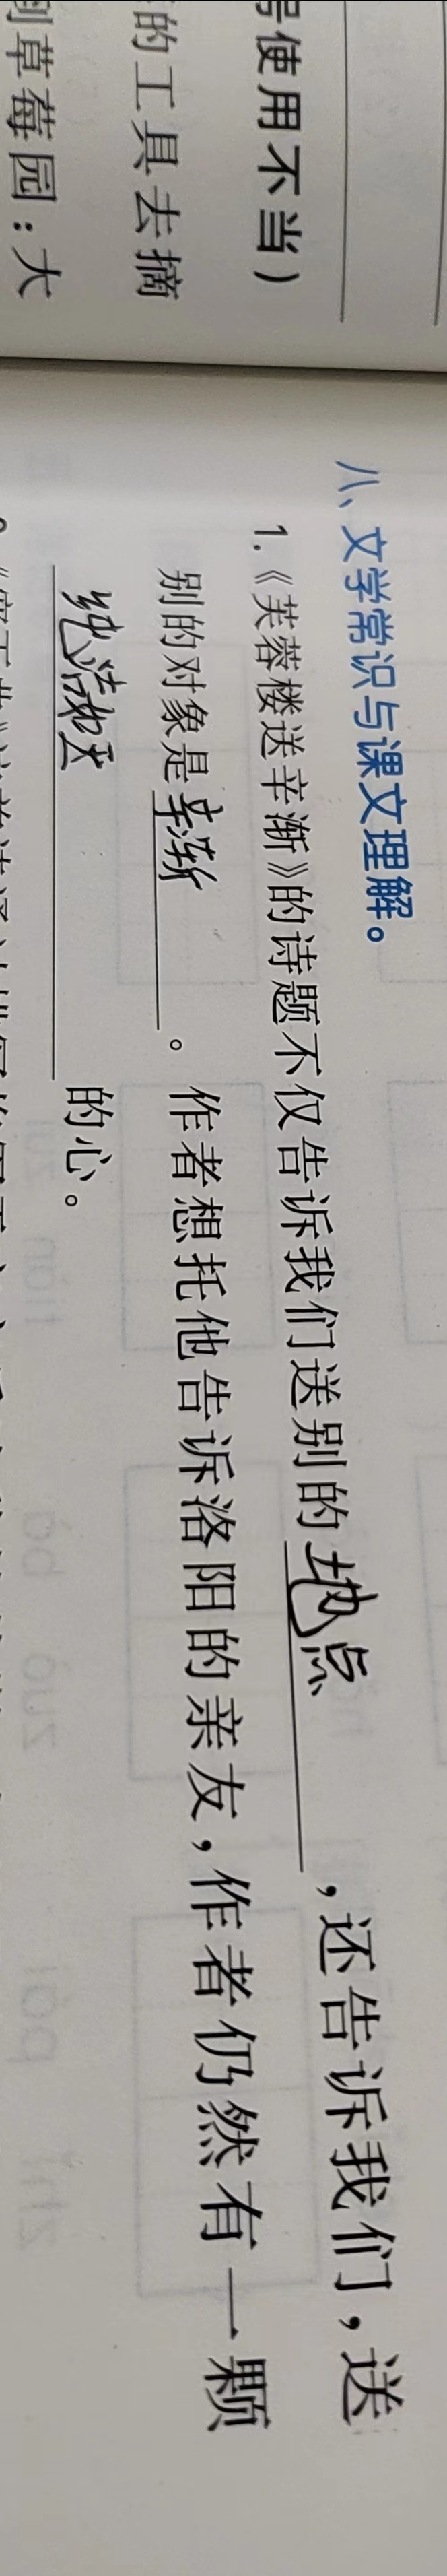 号使用不当）
的工具去摘
到草莓园：大
八、文学常识与课文理解。
1.《芙蓉楼送辛渐》的诗题不仅告诉我们送别的地点，还告诉我们，送
别的对象是辛渐。作者想托他告诉洛阳的亲友，作者仍然有一颗
纯洁的心。